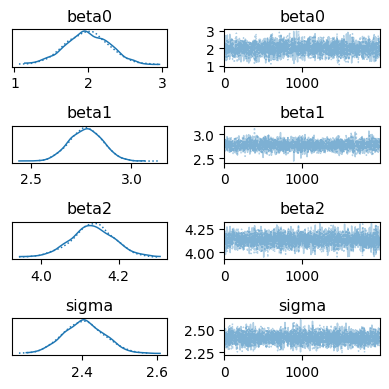 beta0 beta0
3
2
1
1 2 3 0 1000
beta1 beta1
3.0
2.5
2.5 3.0 0 1000
beta2 beta2
4.25
4.00
4.0 4.2 0 1000
sigma sigma
2.50
2.25
2.4 2.6 0 1000